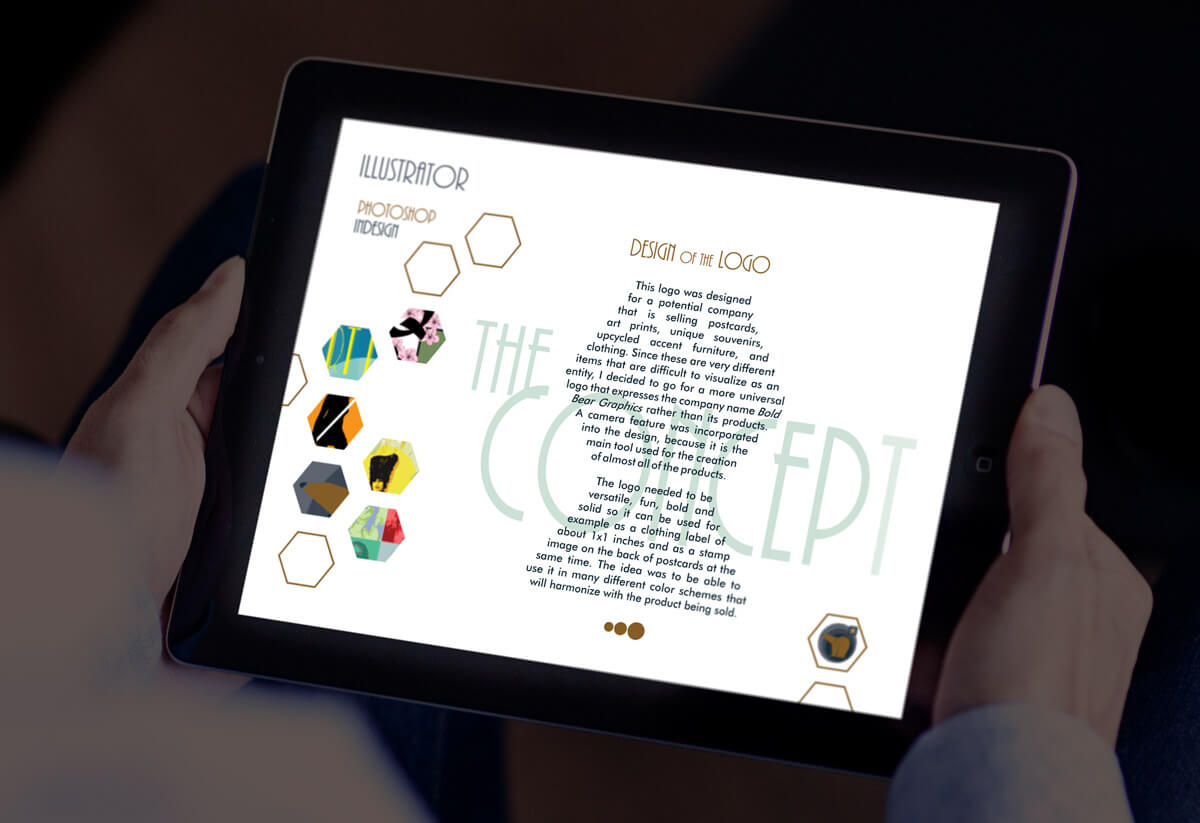 ILLUSTRATOR
PHOTOSHOP
INDESIGN
DESIGN OF THE LOGO
THE
CONCEPT
This logo was designed
for a potential company
that is selling postcards,
art prints, unique souvenirs,
upcycled accent furniture, and
clothing. Since these are very different
items that are difficult to visualize as an
entity, I decided to go for a more universal
logo that expresses the company name Bold
Bear Graphics rather than its products.
A camera feature was incorporated
into the design, because it is the
main tool used for the creation
of almost all of the products.
The logo needed to be
versatile, fun, bold and
solid so it can be used for
example as a clothing label of
about 1x1 inches and as a stamp
image on the back of postcards at the
same time. The idea was to be able to
use it in many different color schemes that
will harmonize with the product being sold.